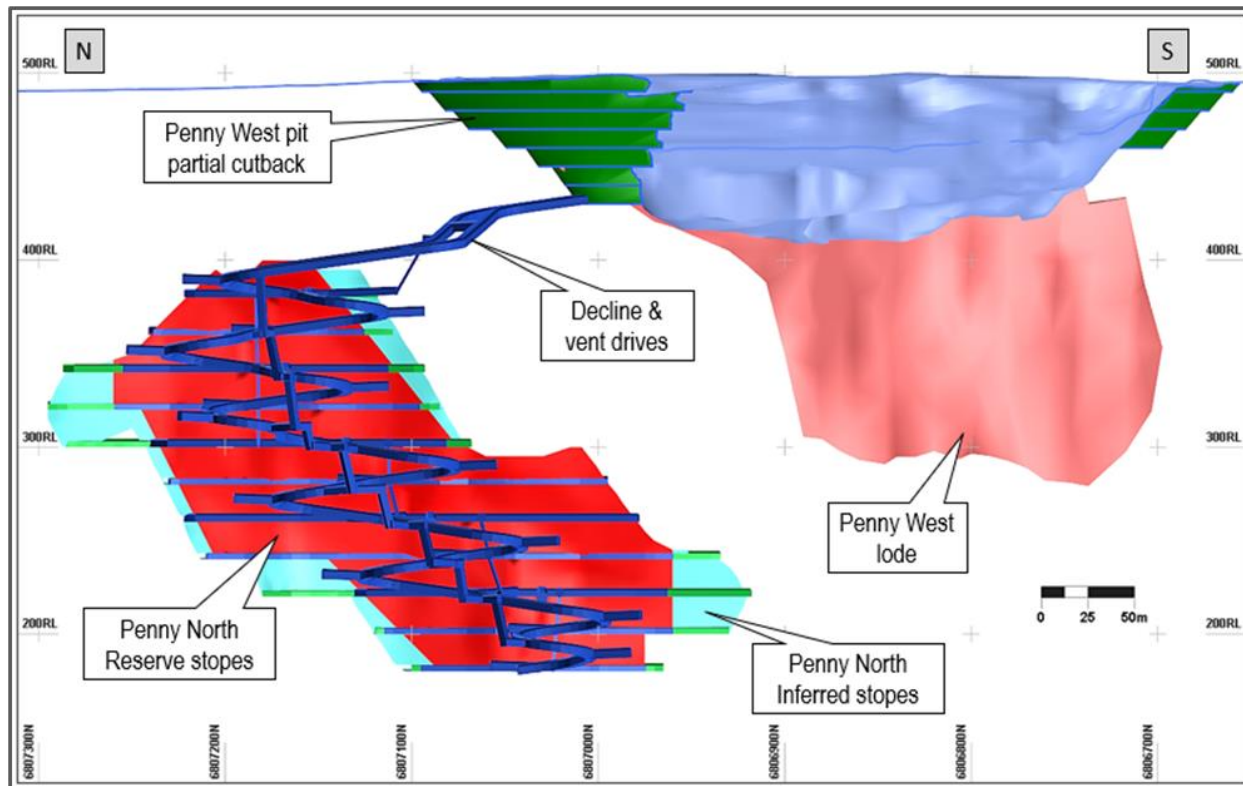 N
S
500RL
500RL
Penny West pit
partial cutback
400RL
400RL
Decline &
vent drives
300RL
300RL
Penny West
lode
0 25 50m
Penny North
Reserve stopes
200RL
200RL
Penny North
Inferred stopes
6807300N
6807200N
6807100N
6807000N
6806900N
6806800N
6806700N